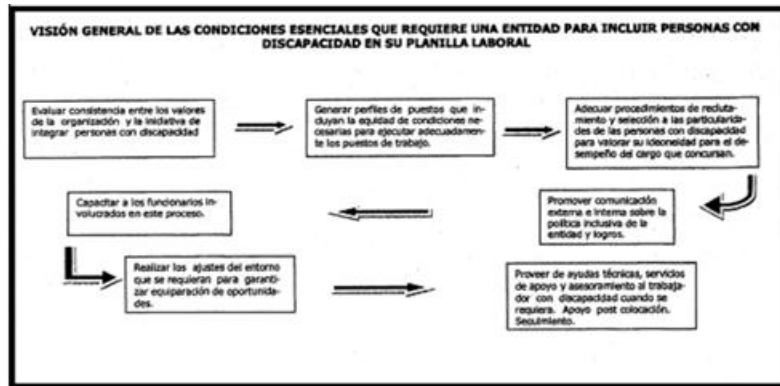 VISIÓN GENERAL DE LAS CONDICIONES ESENCIALES QUE REQUIERE UNA ENTIDAD PARA INCLUIR PERSONAS CON
DISCAPACIDAD EN SU PLANILLA LABORAL
Evaluar consistencia entre los valores
de la organización y la iniciativa de
integrar personas con discapacidad
Generar perfiles de puestos que in-
cluyan la equidad de condiciones ne-
cesarias para ejecutar adecuadamen-
te los puestos de trabajo.
Adecuar procedimientos de recluta-
miento y selección a las particularida-
des de las personas con discapacidad
para valorar su ideoneidad para el de-
sempeño del cargo que concursan.
Promover comunicación
externa e interna sobre la
política inclusiva de la
entidad y logros.
Capacitar a los funcionarios in-
volucrados en este proceso.
Realizar los ajustes del entorno
que se requieran para garanti-
zar equiparación de oportunida-
des.
Proveer de ayudas técnicas, servicios
de apoyo y asesoramiento al trabaja-
dor con discapacidad cuando se
requiera. Apoyo post colocación.
Seguimiento.